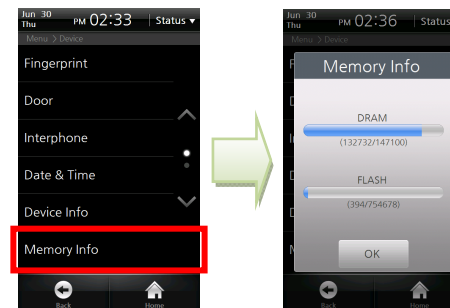 Jun 30
Thu
PM 02:33
Status
Menu > Device
Fingerprint
Door
Interphone
Date & Time
Device Info
Memory Info
Back
Home
Jun 30
Thu
PM 02:36
Status
Menu > Device
Memory Info
DRAM
(132732/147100)
FLASH
(394/754678)
OK
Back
Home